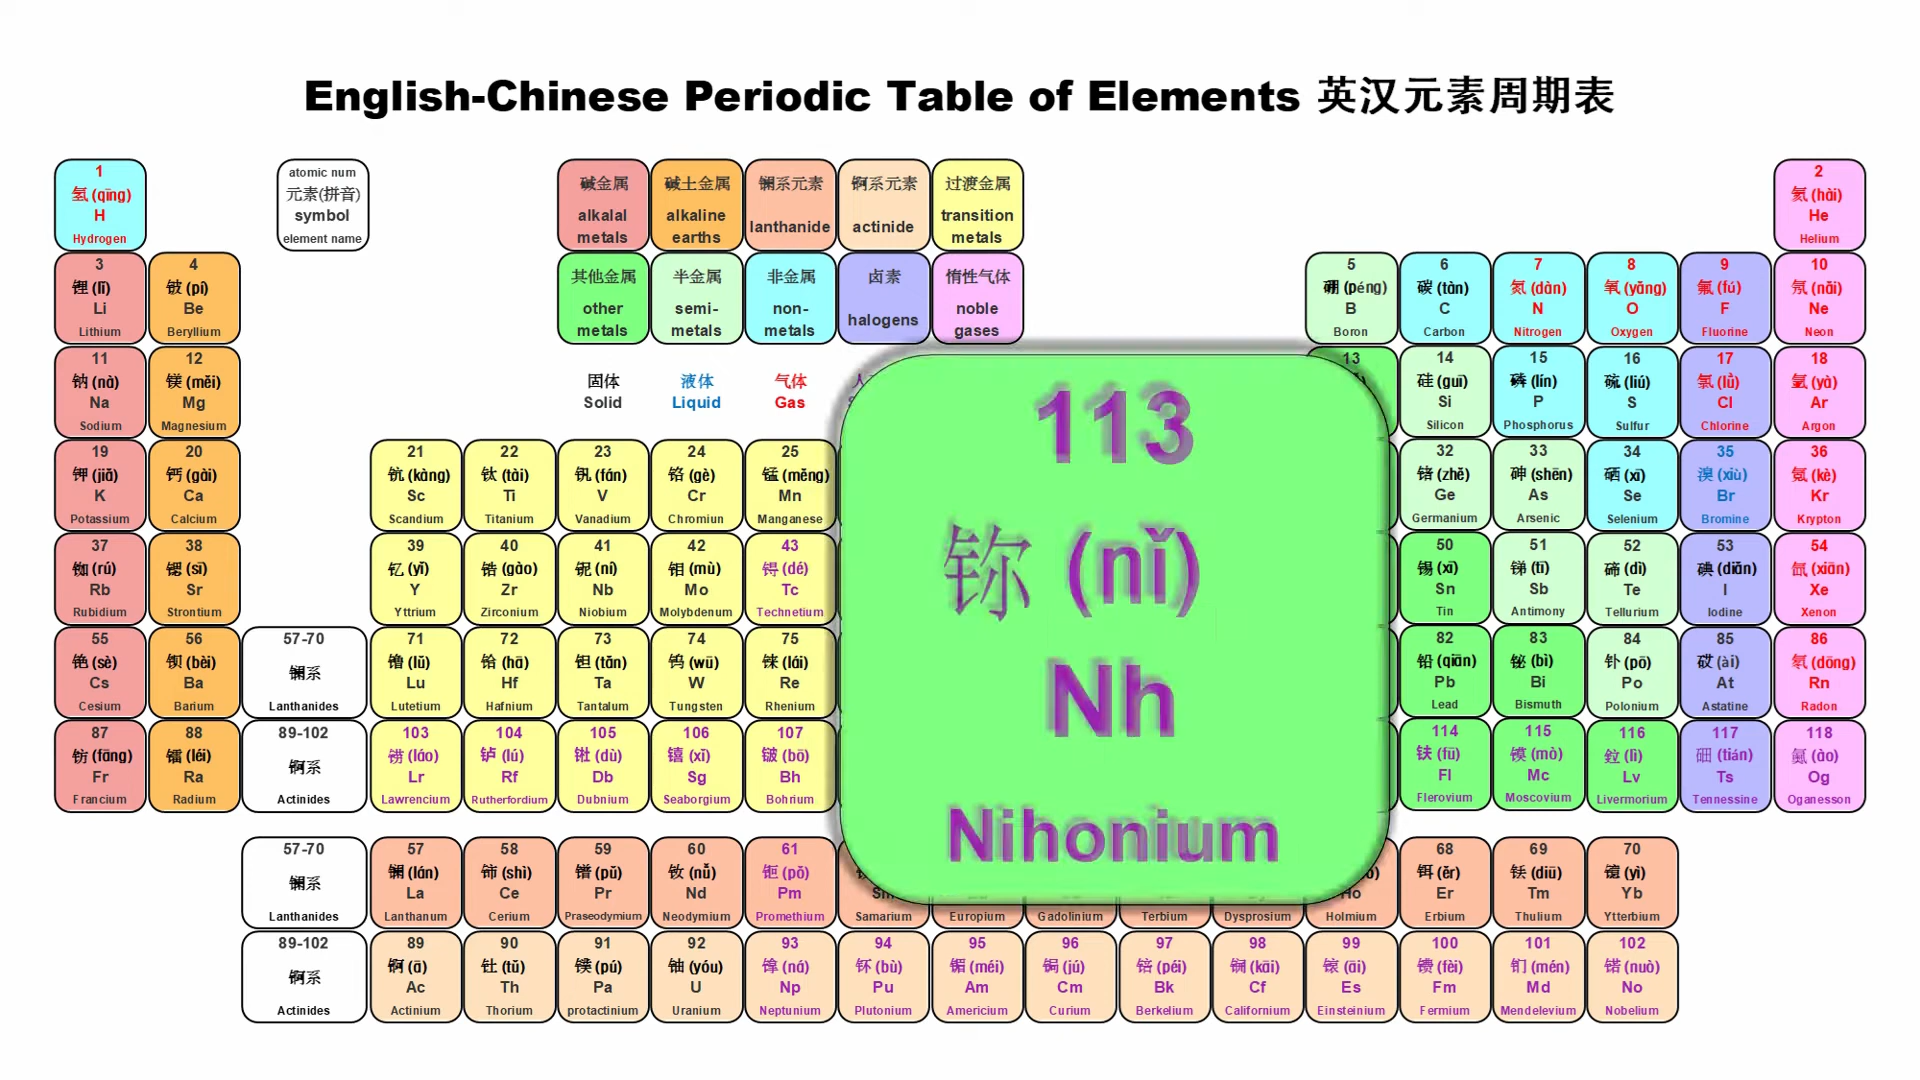 English-Chinese Periodic Table of Elements 英汉元素周期表
1
氢 (qīng)
H
Hydrogen
atomic num
元素(拼音)
symbol
element name
碱金属
alkalal
metals
碱土金属
alkaline
earths
镧系元素
lanthanide
锕系元素
actinide
过渡金属
transition
metals
2
氦 (hài)
He
Helium
3
锂 (lǐ)
Li
Lithium
4
铍 (pí)
Be
Beryllium
其他金属
other
metals
半金属
semi-
metals
非金属
non-
metals
卤素
halogens
惰性气体
noble
gases
5
硼 (péng)
B
Boron
6
碳 (tàn)
C
Carbon
7
氮 (dàn)
N
Nitrogen
8
氧 (yǎng)
O
Oxygen
9
氟 (fú)
F
Fluorine
10
氖 (nǎi)
Ne
Neon
11
钠 (nà)
Na
Sodium
12
镁 (měi)
Mg
Magnesium
固体
Solid
液体
Liquid
气体
Gas
13
14
硅 (guī)
Si
Silicon
15
磷 (lín)
P
Phosphorus
16
硫 (liú)
S
Sulfur
17
氯 (lǜ)
Cl
Chlorine
18
氩 (yà)
Ar
Argon
19
钾 (jiǎ)
K
Potassium
20
钙 (gài)
Ca
Calcium
21
钪 (kàng)
Sc
Scandium
22
钛 (tài)
Ti
Titanium
23
钒 (fán)
V
Vanadium
24
铬 (gè)
Cr
Chromiun
25
锰 (měng)
Mn
Manganese
32
锗 (zhě)
Ge
Germanium
33
砷 (shēn)
As
Arsenic
34
硒 (xī)
Se
Selenium
35
溴 (xiù)
Br
Bromine
36
氪 (kè)
Kr
Krypton
37
铷 (rú)
Rb
Rubidium
38
锶 (sī)
Sr
Strontium
39
钇 (yǐ)
Y
Yttrium
40
锆 (gào)
Zr
Zirconium
41
铌 (ní)
Nb
Niobium
42
钼 (mù)
Mo
Molybdenum
43
锝 (dé)
Tc
Technetium
50
锡 (xī)
Sn
Tin
51
锑 (tī)
Sb
Antimony
52
碲 (dì)
Te
Tellurium
53
碘 (diǎn)
I
Iodine
54
氙 (xiān)
Xe
Xenon
55
铯 (sè)
Cs
Cesium
56
钡 (bèi)
Ba
Barium
57-70
镧系
Lanthanides
71
镥 (lǔ)
Lu
Lutetium
72
铪 (hā)
Hf
Hafnium
73
钽 (tǎn)
Ta
Tantalum
74
钨 (wū)
W
Tungsten
75
铼 (lái)
Re
Rhenium
82
铅 (qiān)
Pb
Lead
83
铋 (bì)
Bi
Bismuth
84
钋 (pō)
Po
Polonium
85
砹 (ài)
At
Astatine
86
氡 (dōng)
Rn
Radon
87
钫 (fāng)
Fr
Francium
88
镭 (léi)
Ra
Radium
89-102
锕系
Actinides
103
铹 (láo)
Lr
Lawrencium
104
𬬻 (lú)
Rf
Rutherfordium
105
𬭊 (dù)
Db
Dubnium
106
𬭳 (xǐ)
Sg
Seaborgium
107
𬭛 (bō)
Bh
Bohrium
114
𫓧 (fū)
Fl
Flerovium
115
镆 (mò)
Mc
Moscovium
116
𫟷 (lì)
Lv
Livermorium
117
鿬 (tián)
Ts
Tennessine
118
鿫 (ào)
Og
Oganesson
113
鿭 (nǐ)
Nh
Nihonium
57-70
镧系
Lanthanides
57
镧 (lán)
La
Lanthanum
58
铈 (shì)
Ce
Cerium
59
镨 (pǔ)
Pr
Praseodymium
60
钕 (nǚ)
Nd
Neodymium
61
钷 (pǒ)
Pm
Promethium
Samarium
Europium
Gadolinium
Terbium
Dysprosium
Ho
Holmium
68
铒 (ěr)
Er
Erbium
69
铥 (diū)
Tm
Thulium
70
镱 (yì)
Yb
Ytterbium
89-102
锕系
Actinides
89
锕 (ā)
Ac
Actinium
90
钍 (tǔ)
Th
Thorium
91
镤 (pú)
Pa
protactinium
92
铀 (yóu)
U
Uranium
93
镎 (ná)
Np
Neptunium
94
钚 (bù)
Pu
Plutonium
95
镅 (méi)
Am
Americium
96
锔 (jú)
Cm
Curium
97
锫 (péi)
Bk
Berkelium
98
锎 (kāi)
Cf
Californium
99
锿 (āi)
Es
Einsteinium
100
镄 (fèi)
Fm
Fermium
101
钔 (mén)
Md
Mendelevium
102
锘 (nuò)
No
Nobelium